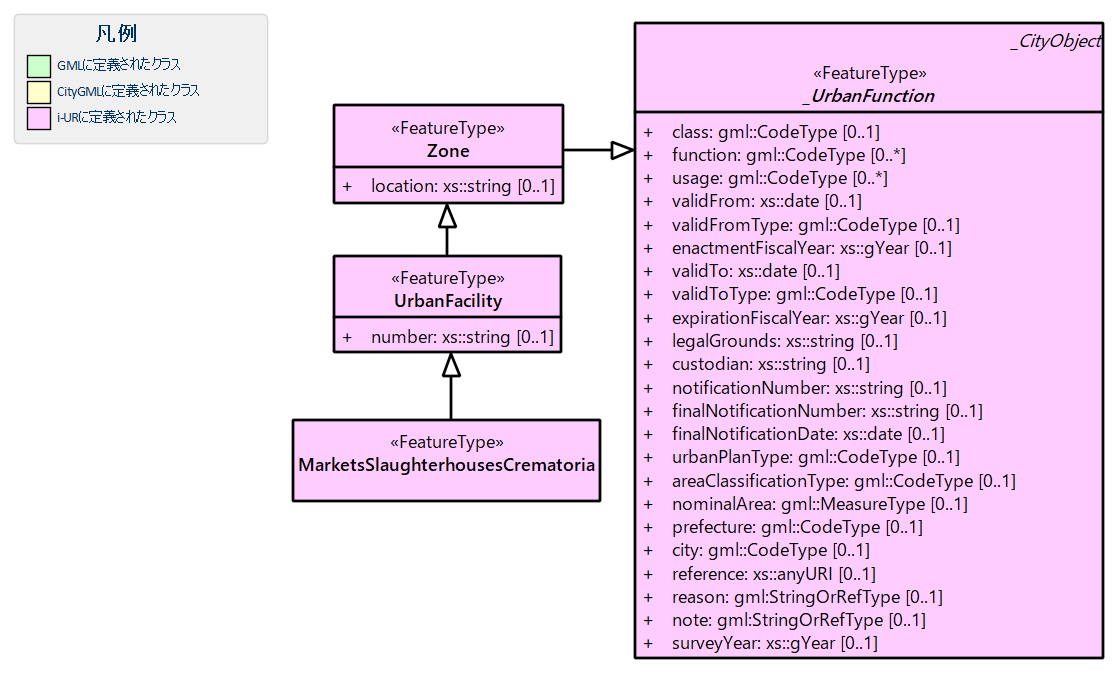 凡例
GMLに定義されたクラス
CityGMLに定義されたクラス
i-URに定義されたクラス
«FeatureType»
Zone
+ location: xs::string [0..1]
«FeatureType»
UrbanFacility
+ number: xs::string [0..1]
«FeatureType»
MarketsSlaughterhousesCrematoria
_CityObject
«FeatureType»
_UrbanFunction
+ class: gml::CodeType [0..1]
+ function: gml::CodeType [0..*]
+ usage: gml::CodeType [0..*]
+ validFrom: xs::date [0..1]
+ validFromType: gml::CodeType [0..1]
+ enactmentFiscalYear: xs::gYear [0..1]
+ validTo: xs::date [0..1]
+ validToType: gml::CodeType [0..1]
+ expirationFiscalYear: xs::gYear [0..1]
+ legalGrounds: xs::string [0..1]
+ custodian: xs::string [0..1]
+ notificationNumber: xs::string [0..1]
+ finalNotificationNumber: xs::string [0..1]
+ finalNotificationDate: xs::date [0..1]
+ urbanPlanType: gml::CodeType [0..1]
+ areaClassificationType: gml::CodeType [0..1]
+ nominalArea: gml::MeasureType [0..1]
+ prefecture: gml::CodeType [0..1]
+ city: gml::CodeType [0..1]
+ reference: xs::anyURI [0..1]
+ reason: gml:StringOrRefType [0..1]
+ note: gml:StringOrRefType [0..1]
+ surveyYear: xs::gYear [0..1]